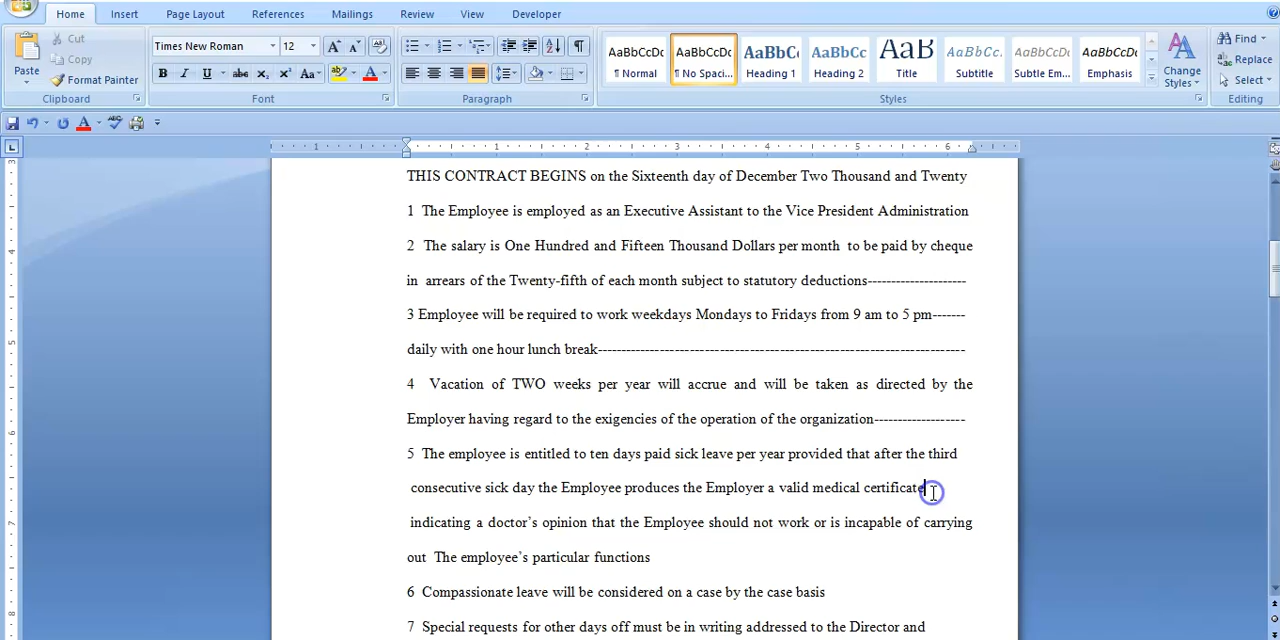 Home Insert Page Layout References Mailings Review View Developer
Paste
Cut
Copy
Format Painter
Clipboard
Times New Roman 12
Font
Paragraph
AaBbCcDc AaBbCcDc AaBbC AaBbCc AaB AaBbCc. AaBbCcDc AaBbCcDc
¶ Normal ¶ No Spaci... Heading 1 Heading 2 Title Subtitle Subtle Em... Emphasis
Change Styles
Styles
Find
Replace
Select
Editing
THIS CONTRACT BEGINS on the Sixteenth day of December Two Thousand and Twenty
1 The Employee is employed as an Executive Assistant to the Vice President Administration
2 The salary is One Hundred and Fifteen Thousand Dollars per month to be paid by cheque
in arrears of the Twenty-fifth of each month subject to statutory deductions---------------------
3 Employee will be required to work weekdays Mondays to Fridays from 9 am to 5 pm-------
daily with one hour lunch break--------------------------------------------------------------------------------
4 Vacation of TWO weeks per year will accrue and will be taken as directed by the
Employer having regard to the exigencies of the operation of the organization-------------------
5 The employee is entitled to ten days paid sick leave per year provided that after the third
consecutive sick day the Employee produces the Employer a valid medical certificate
indicating a doctor’s opinion that the Employee should not work or is incapable of carrying
out The employee’s particular functions
6 Compassionate leave will be considered on a case by the case basis
7 Special requests for other days off must be in writing addressed to the Director and